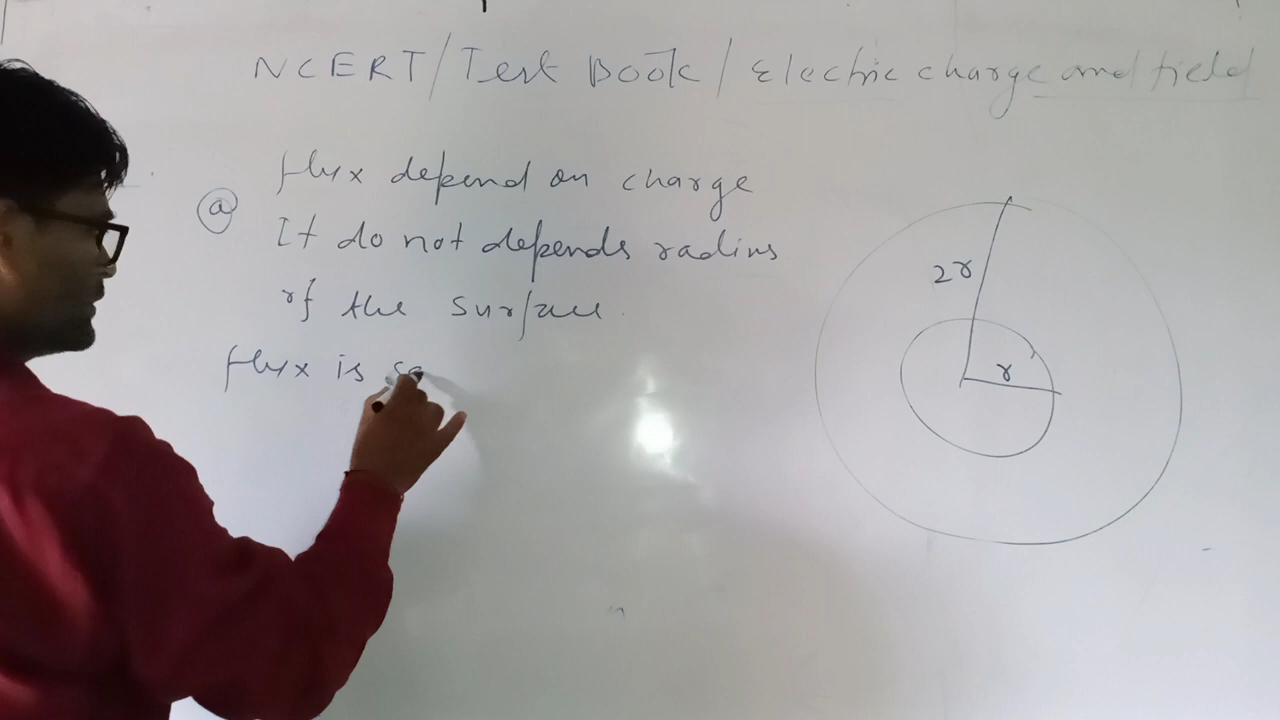 NCERT/Text Book/Electric charge and field
flux depend on charge
(a)
It do not depends radius
of the surface.
flux is sa
2r
r